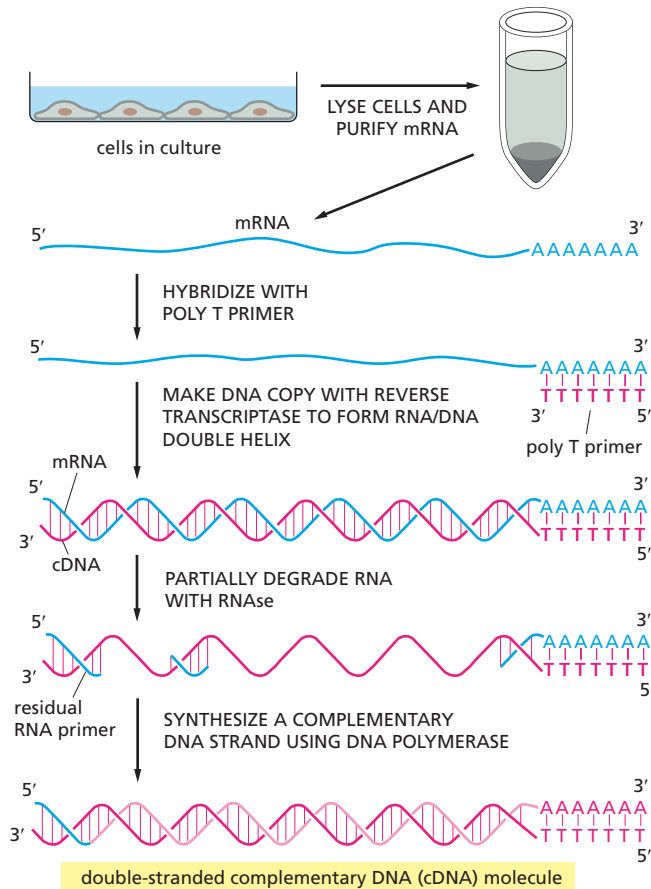 LYSE CELLS AND
PURIFY mRNA
cells in culture
mRNA
5′
3′
AAAAAAA
HYBRIDIZE WITH
POLY T PRIMER
5′
3′
AAAAAAA
TTTTTTT
3′
5′
MAKE DNA COPY WITH REVERSE
TRANSCRIPTASE TO FORM RNA/DNA
DOUBLE HELIX
poly T primer
mRNA
5′
3′
AAAAAAA
TTTTTTT
3′
5′
cDNA
PARTIALLY DEGRADE RNA
WITH RNAse
5′
3′
AAAAAAA
TTTTTTT
3′
5
residual
RNA primer
SYNTHESIZE A COMPLEMENTARY
DNA STRAND USING DNA POLYMERASE
5′
3′
AAAAAAA
TTTTTTT
3′
5′
double-stranded complementary DNA (cDNA) molecule